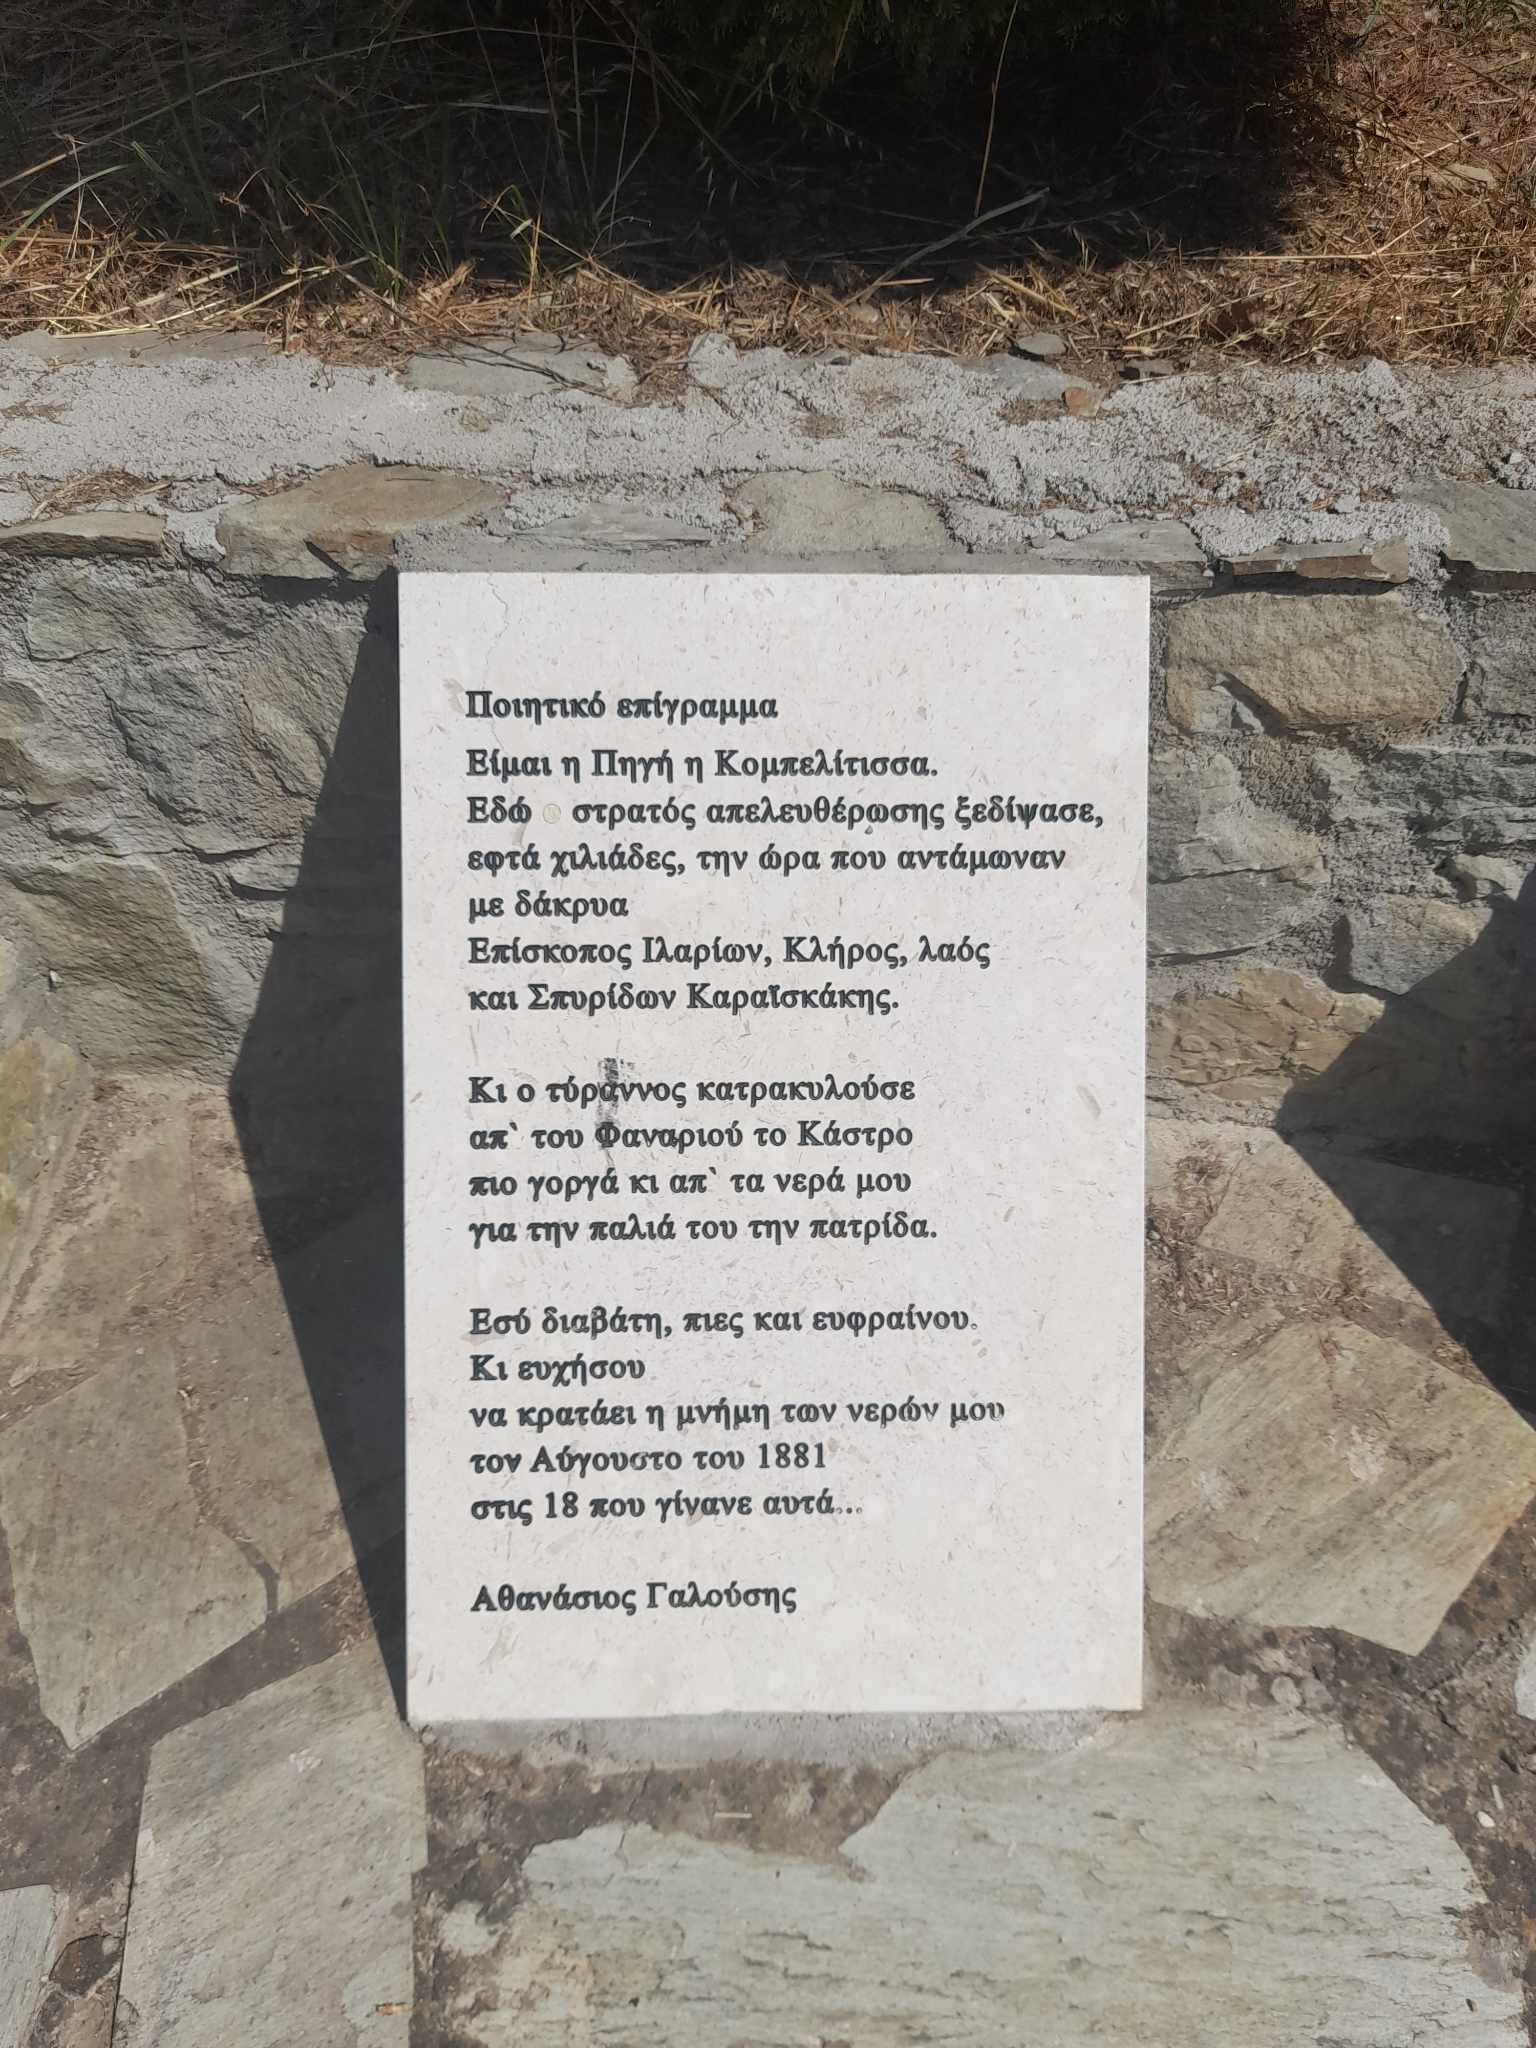 Ποιητικό επίγραμμα
Είμαι η Πηγή η Κομπελίτισσα.
Εδώ ο στρατός απελευθέρωσης ξεδίψασε,
εφτά χιλιάδες, την ώρα που αντάμωναν
με δάκρυα
Επίσκοπος Ιλαρίων, Κλήρος, λαός
και Σπυρίδων Καραΐσκάκης.
Κι ο τύραννος κατρακυλούσε
απ` του Φαναριού το Κάστρο
πιο γοργά κι απ` τα νερά μου
για την παλιά του την πατρίδα.
Εσύ διαβάτη, πιες και ευφραίνου.
Κι ευχήσου
να κρατάει η μνήμη των νερών μου
τον Αύγουστο του 1881
στις 18 που γίνανε αυτά...
Αθανάσιος Γαλούσης